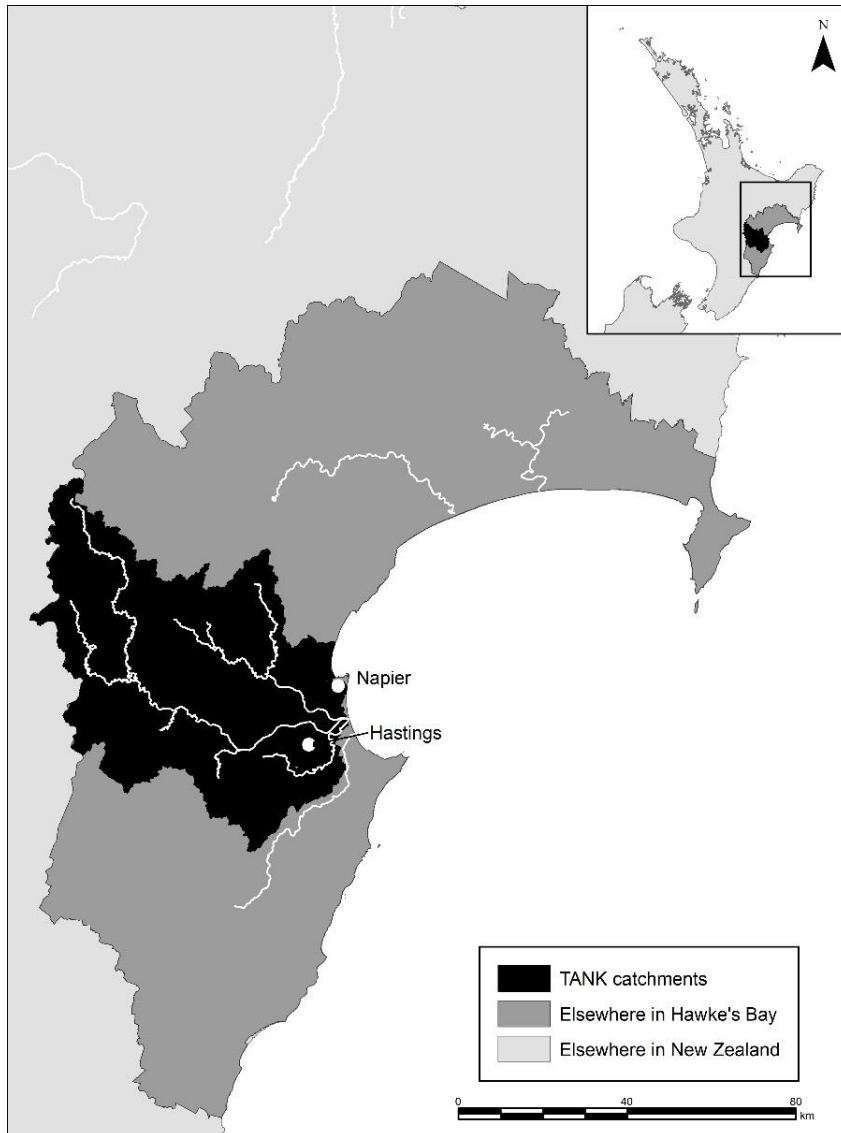 N
Napier
Hastings
TANK catchments
Elsewhere in Hawke's Bay
Elsewhere in New Zealand
0 40 80
km